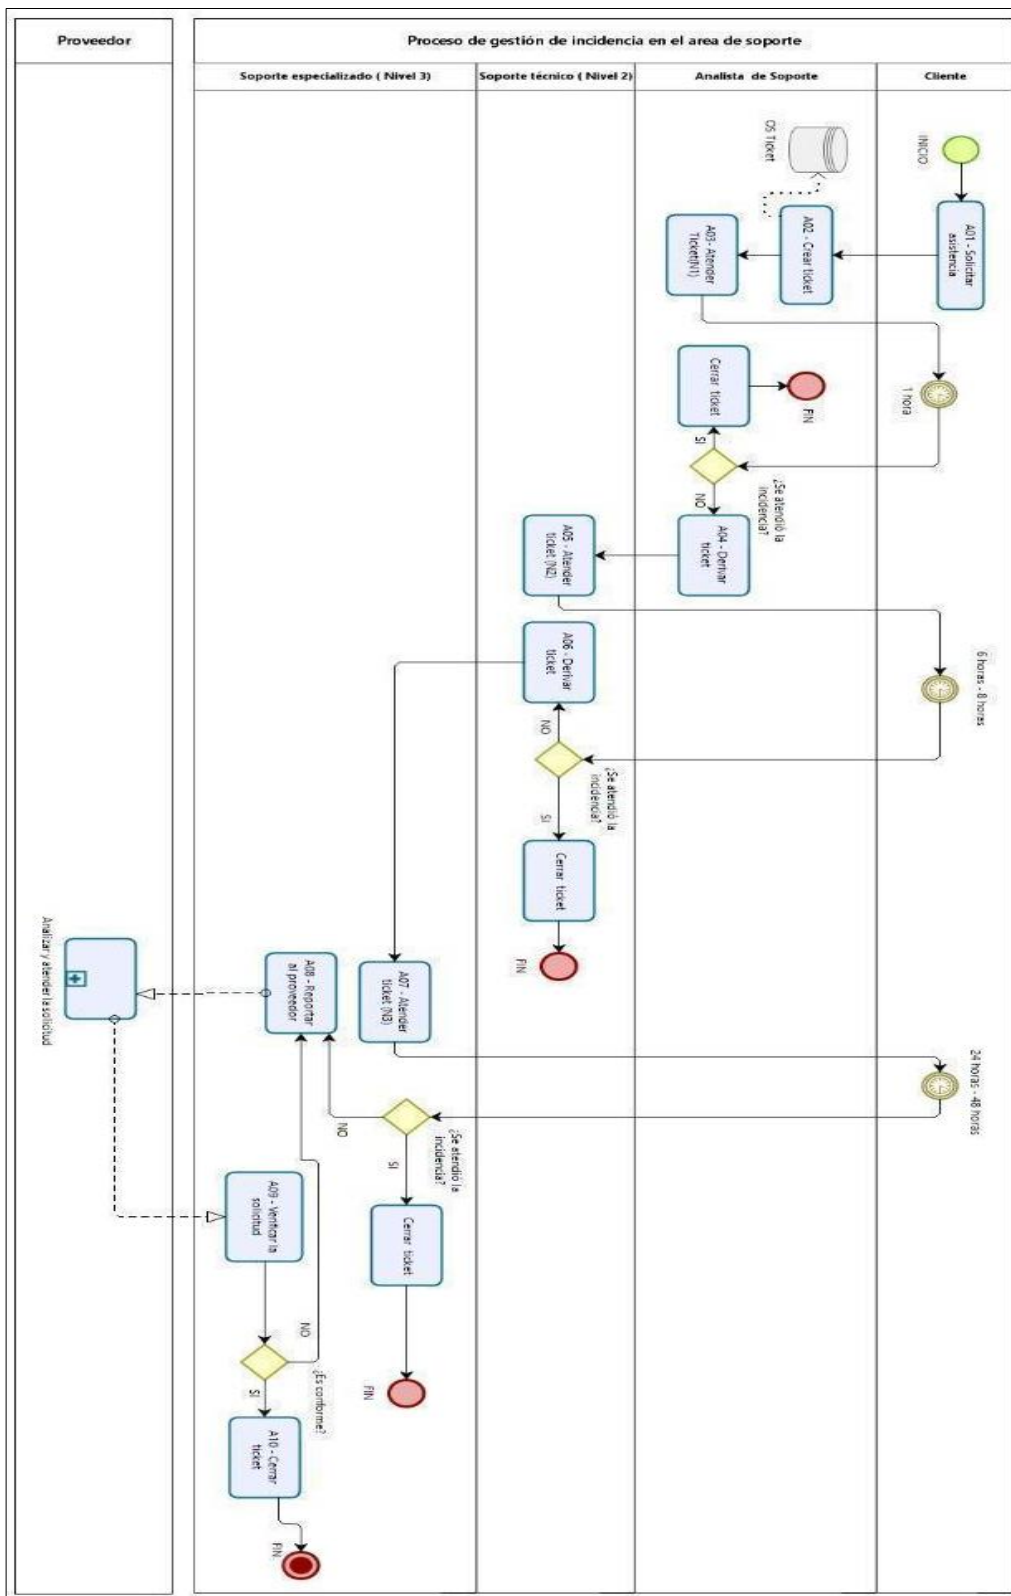 Proveedor
Proceso de gestión de incidencia en el area de soporte
Soporte especializado ( Nivel 3)
Soporte técnico ( Nivel 2)
Analista de Soporte
Cliente
INICIO
A01 - Solicitar
asistencia
A02 - Crear ticket
OS Ticket
A03- Atender
Ticket(N1)
1 hora
¿Se atendió la
incidencia?
SI
Cerrar ticket
FIN
NO
A04 - Derivar
ticket
A05 - Atender
ticket (N2)
6 horas - 8 horas
¿Se atendió la
incidencia?
NO
A06 - Derivar
ticket
SI
Cerrar ticket
FIN
A07 - Atender
ticket (N3)
24 horas - 48 horas
¿Se atendió la
incidencia?
SI
Cerrar ticket
FIN
NO
A08 - Reportar
al proveedor
Analizar y atender la solicitud
A09 - Verificar la
solicitud
¿Es conforme?
NO
SI
A10 - Cerrar
ticket
FIN